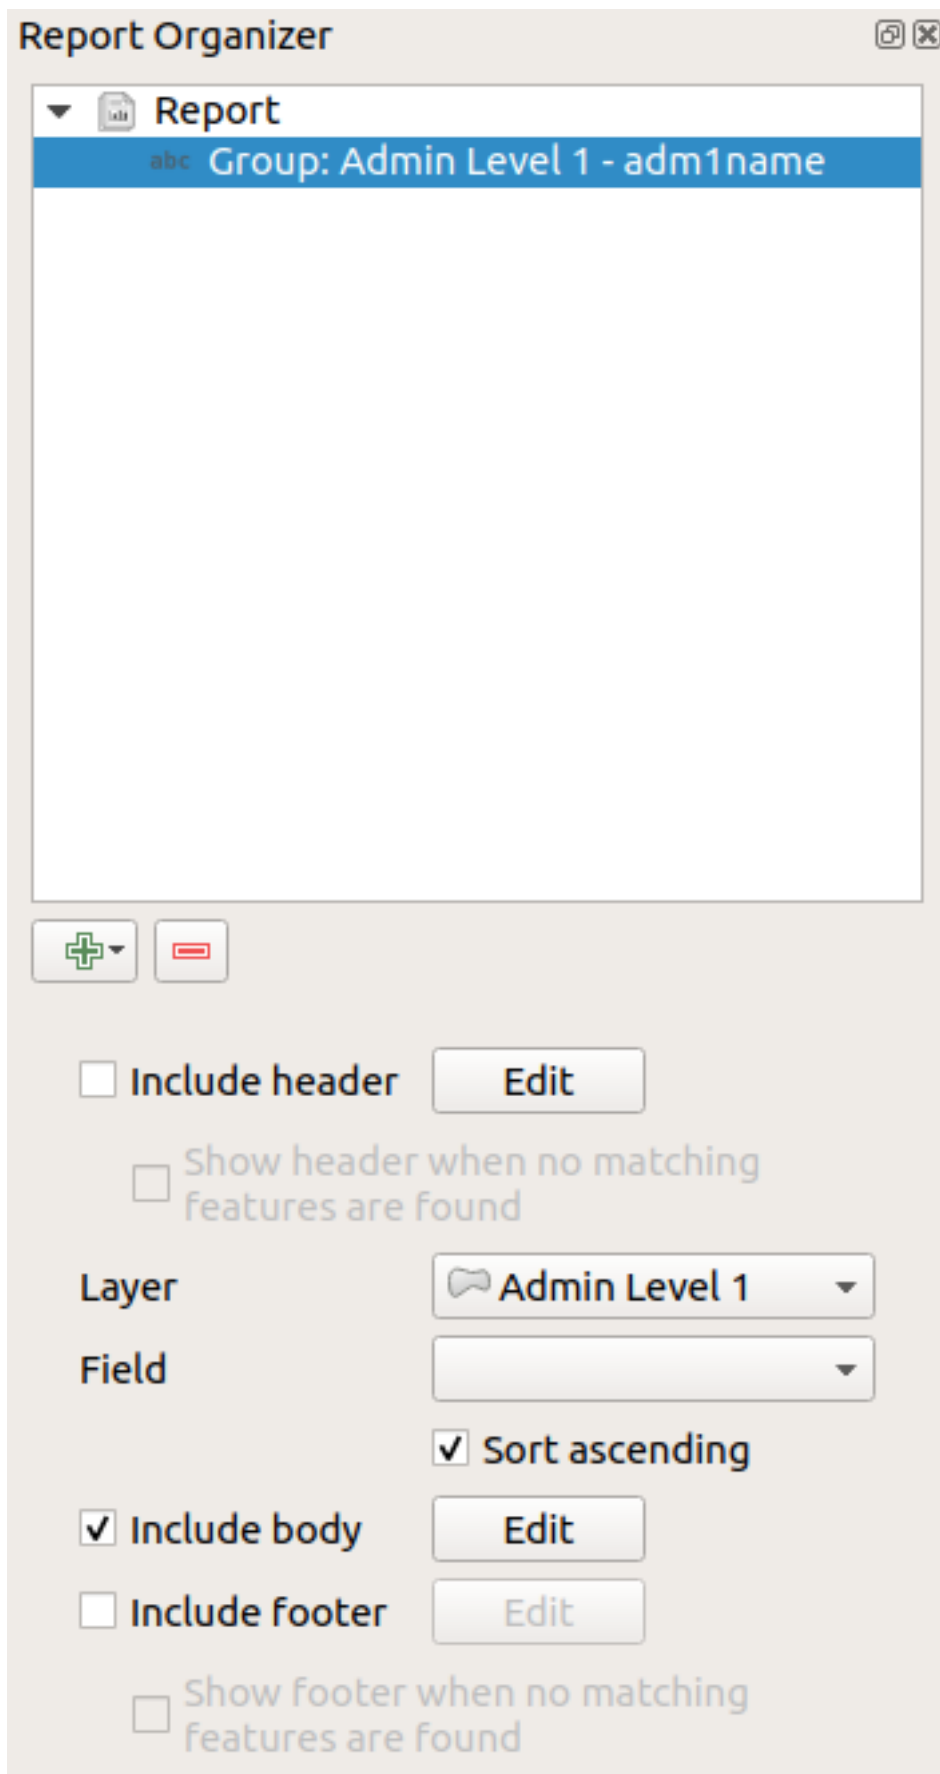 Report Organizer
Report
abc Group: Admin Level 1 - adm1name
Include header Edit
Show header when no matching
features are found
Layer Admin Level 1
Field
Sort ascending
Include body Edit
Include footer Edit
Show footer when no matching
features are found